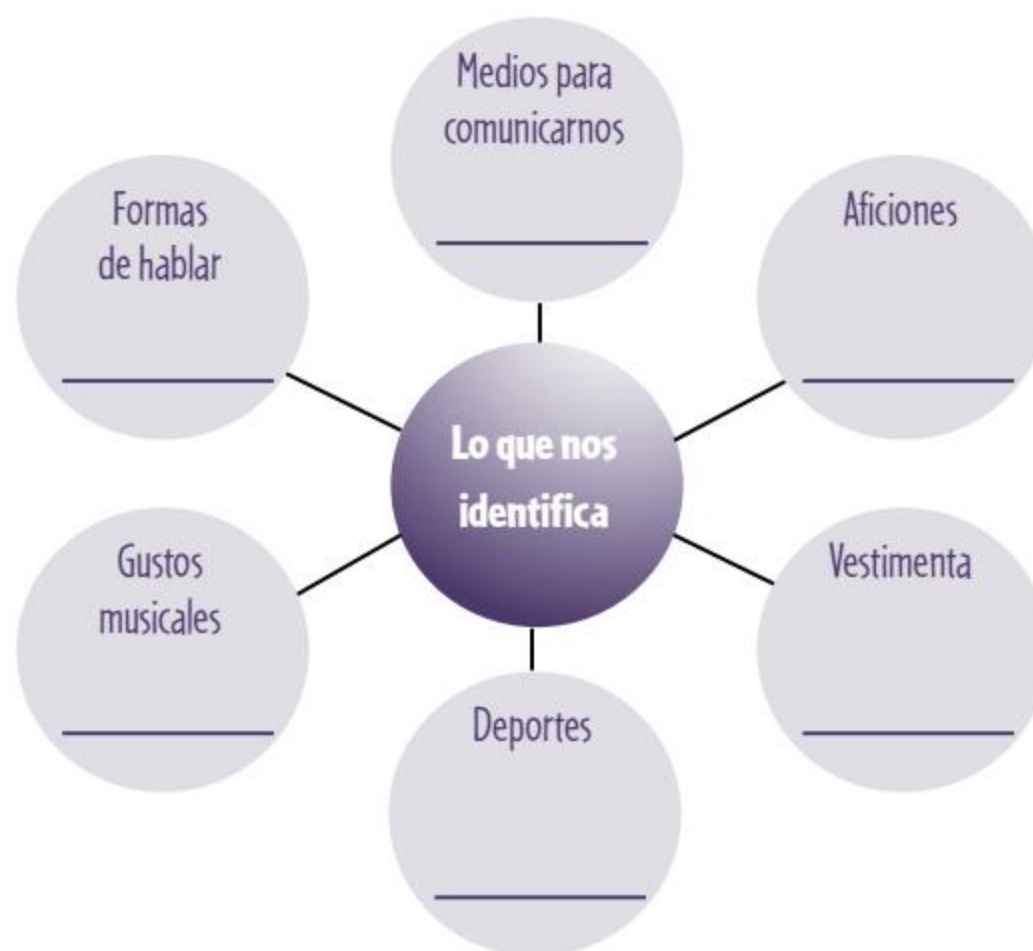 Medios para
comunicarnos
Formas
de hablar
Aficiones
Lo que nos
identifica
Gustos
musicales
Vestimenta
Deportes